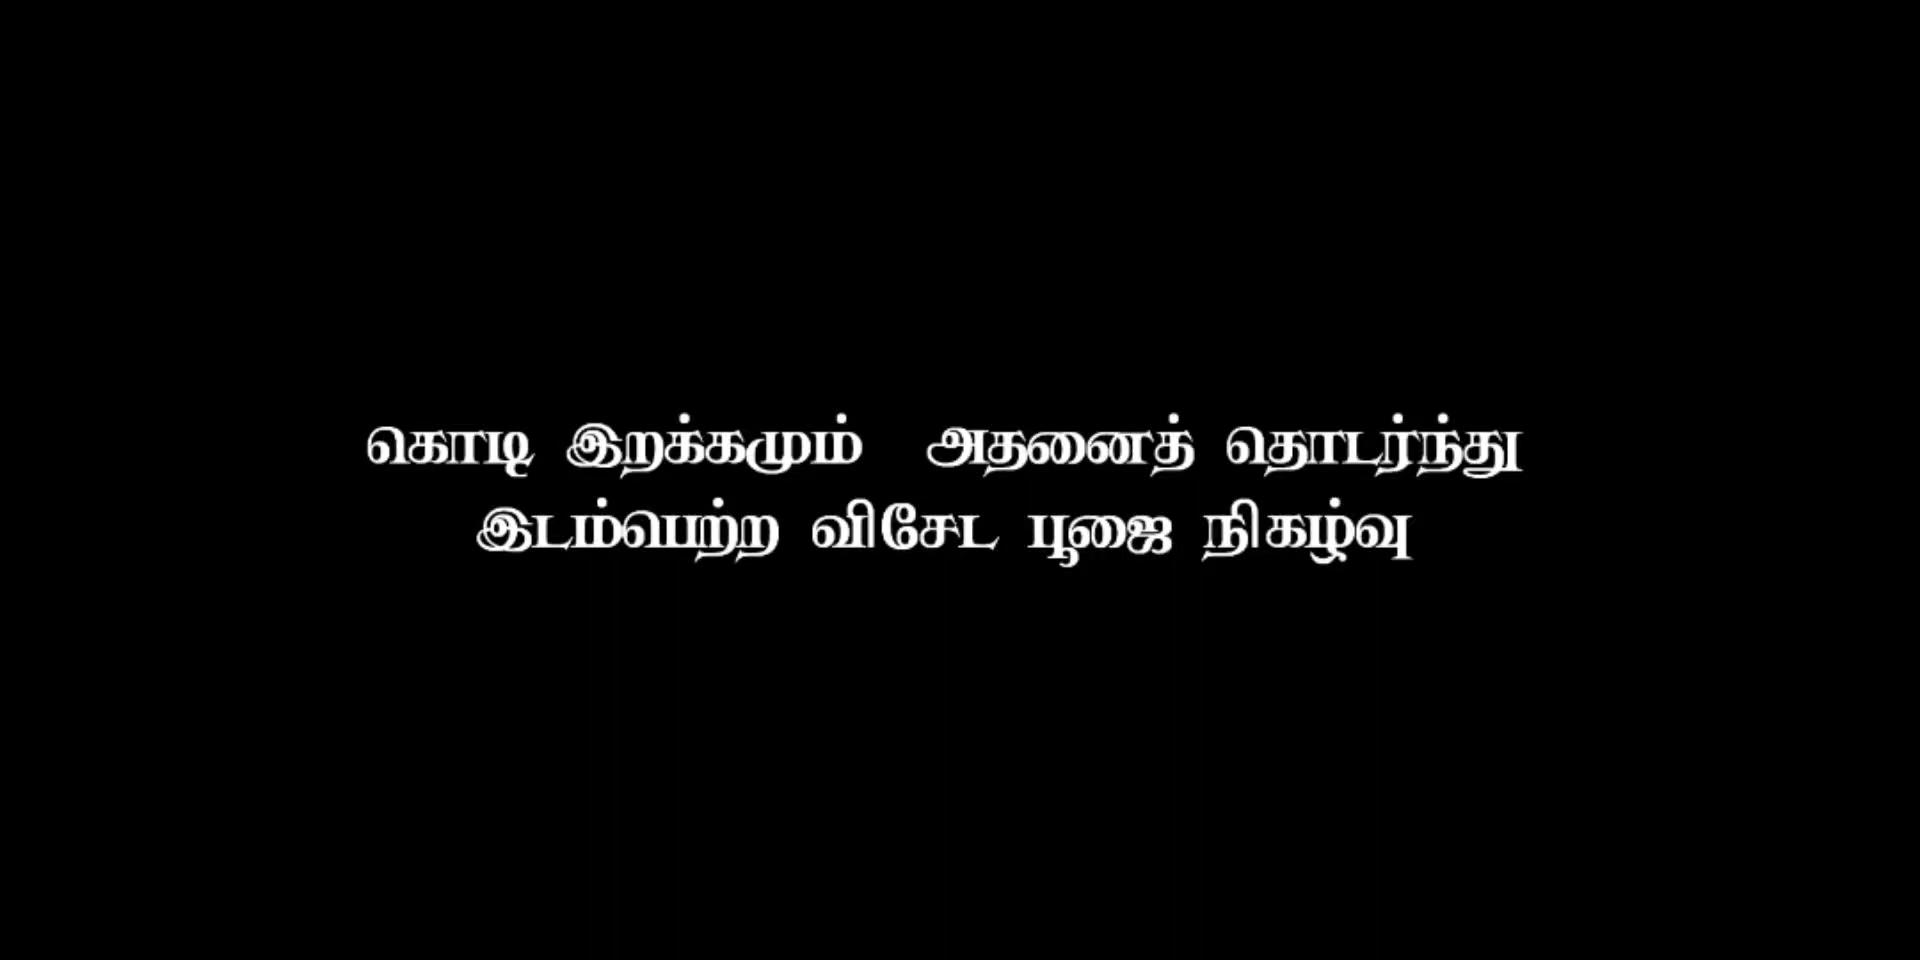 கொடி இறக்கமும் அதனைத் தொடர்ந்து
இடம்பெற்ற விசேட பூஜை நிகழ்வு